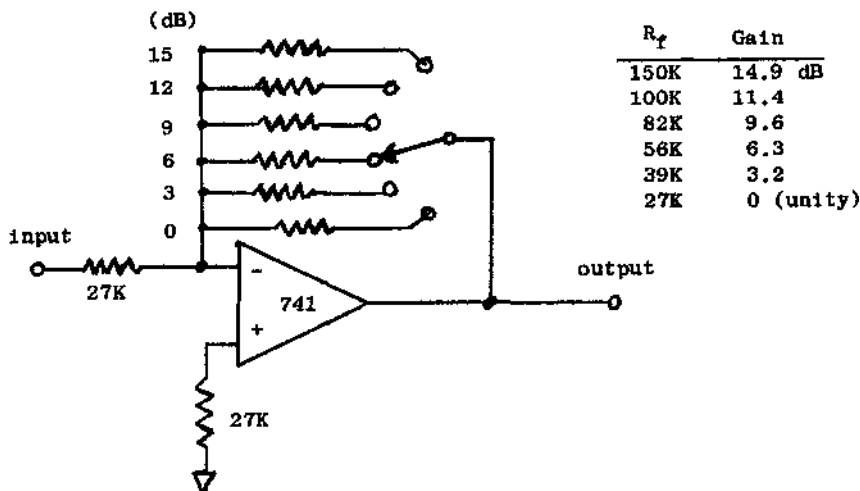 (dB)
15
12
9
6
3
0
input
27K
-
+
741
27K
output
Rf Gain
150K 14.9 dB
100K 11.4
82K 9.6
56K 6.3
39K 3.2
27K 0 (unity)